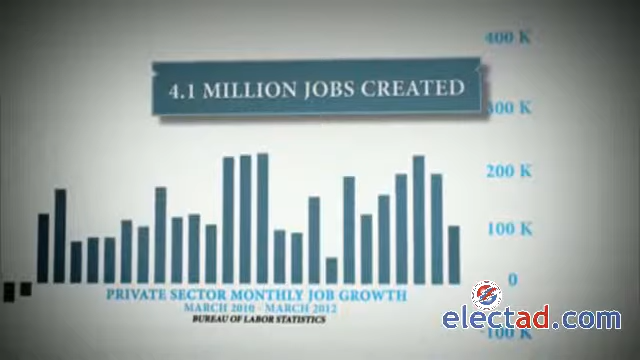 400 K
4.1 MILLION JOBS CREATED
300 K
200 K
100 K
0
PRIVATE SECTOR MONTHLY JOB GROWTH
MARCH 2010 - MARCH 2012
BUREAU OF LABOR STATISTICS
electad.com
-100 K